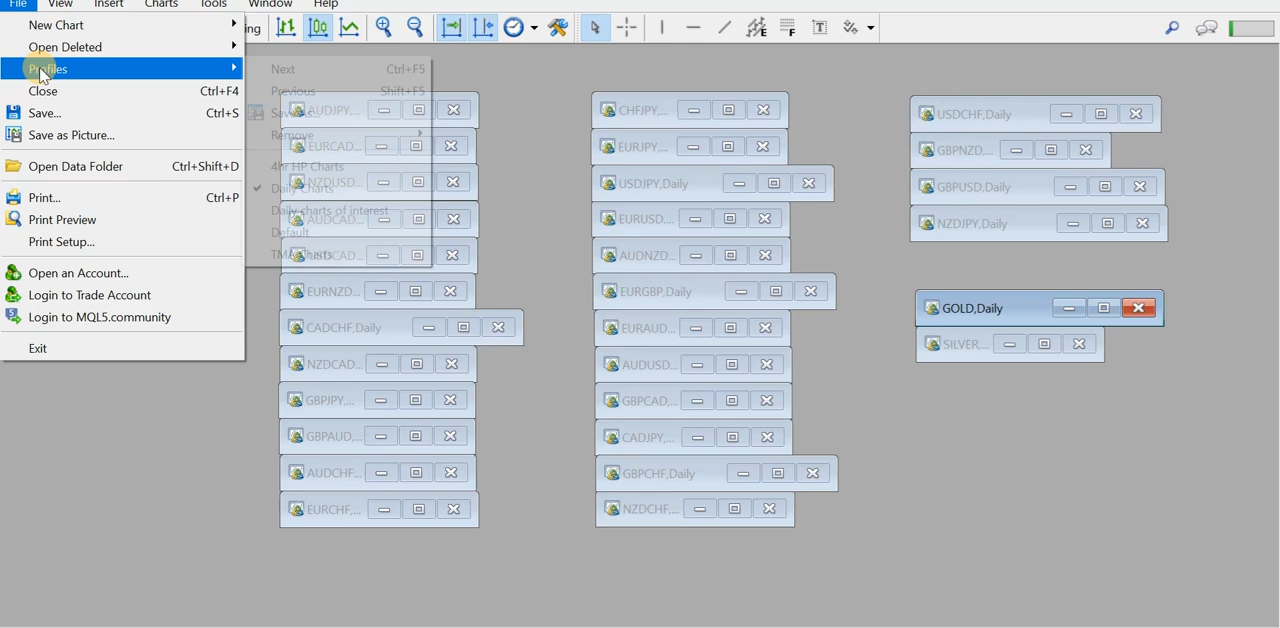 File View Insert Charts Tools Window Help
New Chart
Open Deleted
Profiles
Close Ctrl+F4
Save... Ctrl+S
Save as Picture...
Open Data Folder Ctrl+Shift+D
Print... Ctrl+P
Print Preview
Print Setup...
Open an Account...
Login to Trade Account
Login to MQL5.community
Exit
Next Ctrl+F5
Previous Shift+F5
Save As...
Remove
4hr HP Charts
Daily Charts
Daily charts of interest
Default
TMA Charts
AUDJPY,...
EURCAD...
NZDUSD...
AUDCAD...
USDCAD...
EURNZD...
CADCHF,Daily
NZDCAD...
GBPJPY,...
GBPAUD,...
AUDCHF...
EURCHF,...
CHFJPY,...
EURJPY,...
USDJPY,Daily
EURUSD,...
AUDNZD...
EURGBP,Daily
EURAUD...
AUDUSD...
GBPCAD,...
CADJPY,...
GBPCHF,Daily
NZDCHF,...
USDCHF,Daily
GBPNZD,...
GBPUSD,Daily
NZDJPY,Daily
GOLD,Daily
SILVER,...